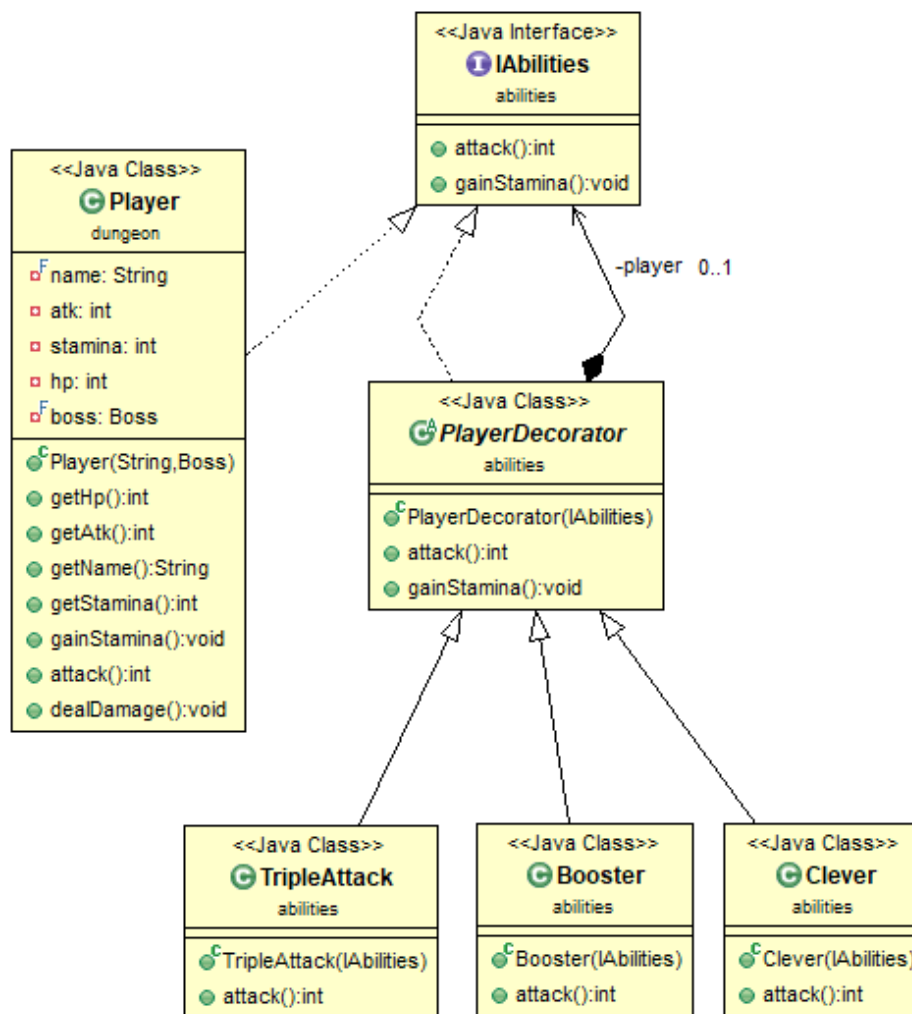 <<Java Interface>>
IAbilities
abilities
attack():int
gainStamina():void
<<Java Class>>
Player
dungeon
name: String
atk: int
stamina: int
hp: int
boss: Boss
Player(String,Boss)
getHp():int
getAtk():int
getName():String
getStamina():int
gainStamina():void
attack():int
dealDamage():void
-player 0..1
<<Java Class>>
PlayerDecorator
abilities
PlayerDecorator(IAbilities)
attack():int
gainStamina():void
<<Java Class>>
TripleAttack
abilities
TripleAttack(IAbilities)
attack():int
<<Java Class>>
Booster
abilities
Booster(IAbilities)
attack():int
<<Java Class>>
Clever
abilities
Clever(IAbilities)
attack():int